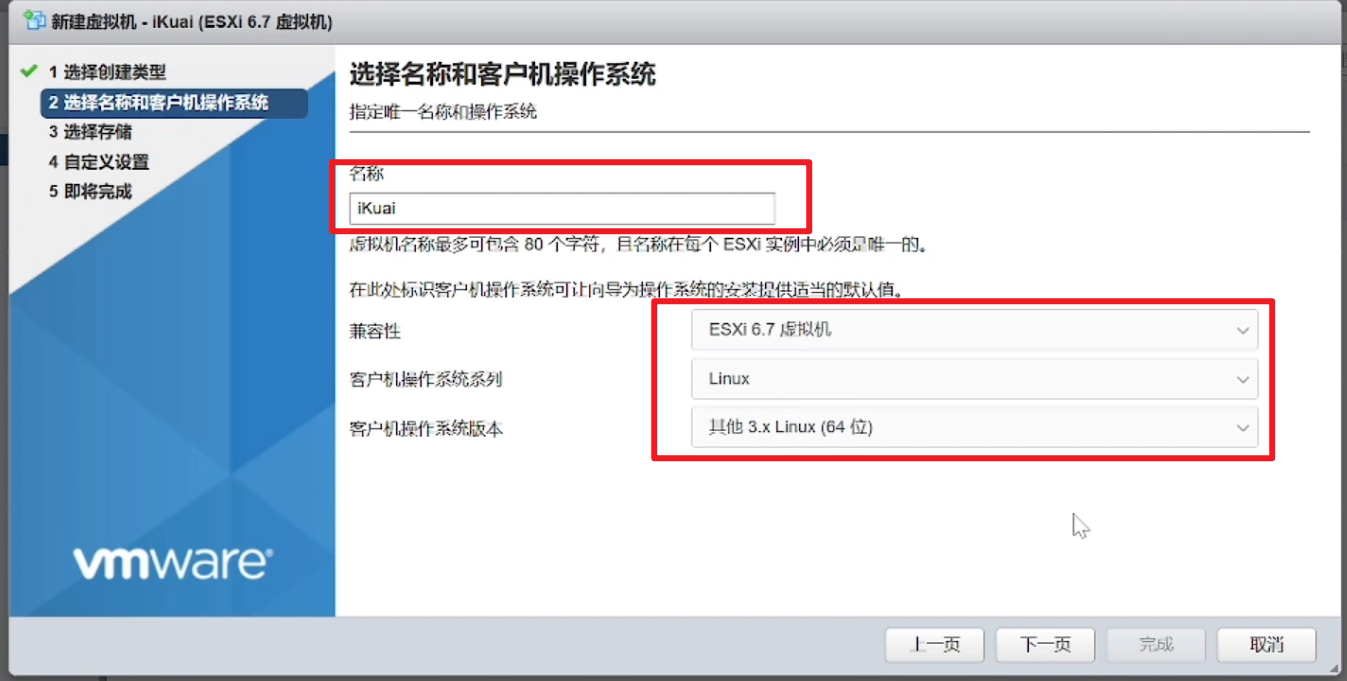 新建虚拟机 - iKuai (ESXi 6.7 虚拟机)
1 选择创建类型
2 选择名称和客户机操作系统
3 选择存储
4 自定义设置
5 即将完成
vmware®
选择名称和客户机操作系统
指定唯一名称和操作系统
名称
iKuai
虚拟机名称最多可包含 80 个字符，且名称在每个 ESXi 实例中必须是唯一的。
在此处标识客户机操作系统可让向导为操作系统的安装提供适当的默认值。
兼容性 ESXi 6.7 虚拟机
客户机操作系统系列 Linux
客户机操作系统版本 其他 3.x Linux (64 位)
上一页 下一页 完成 取消